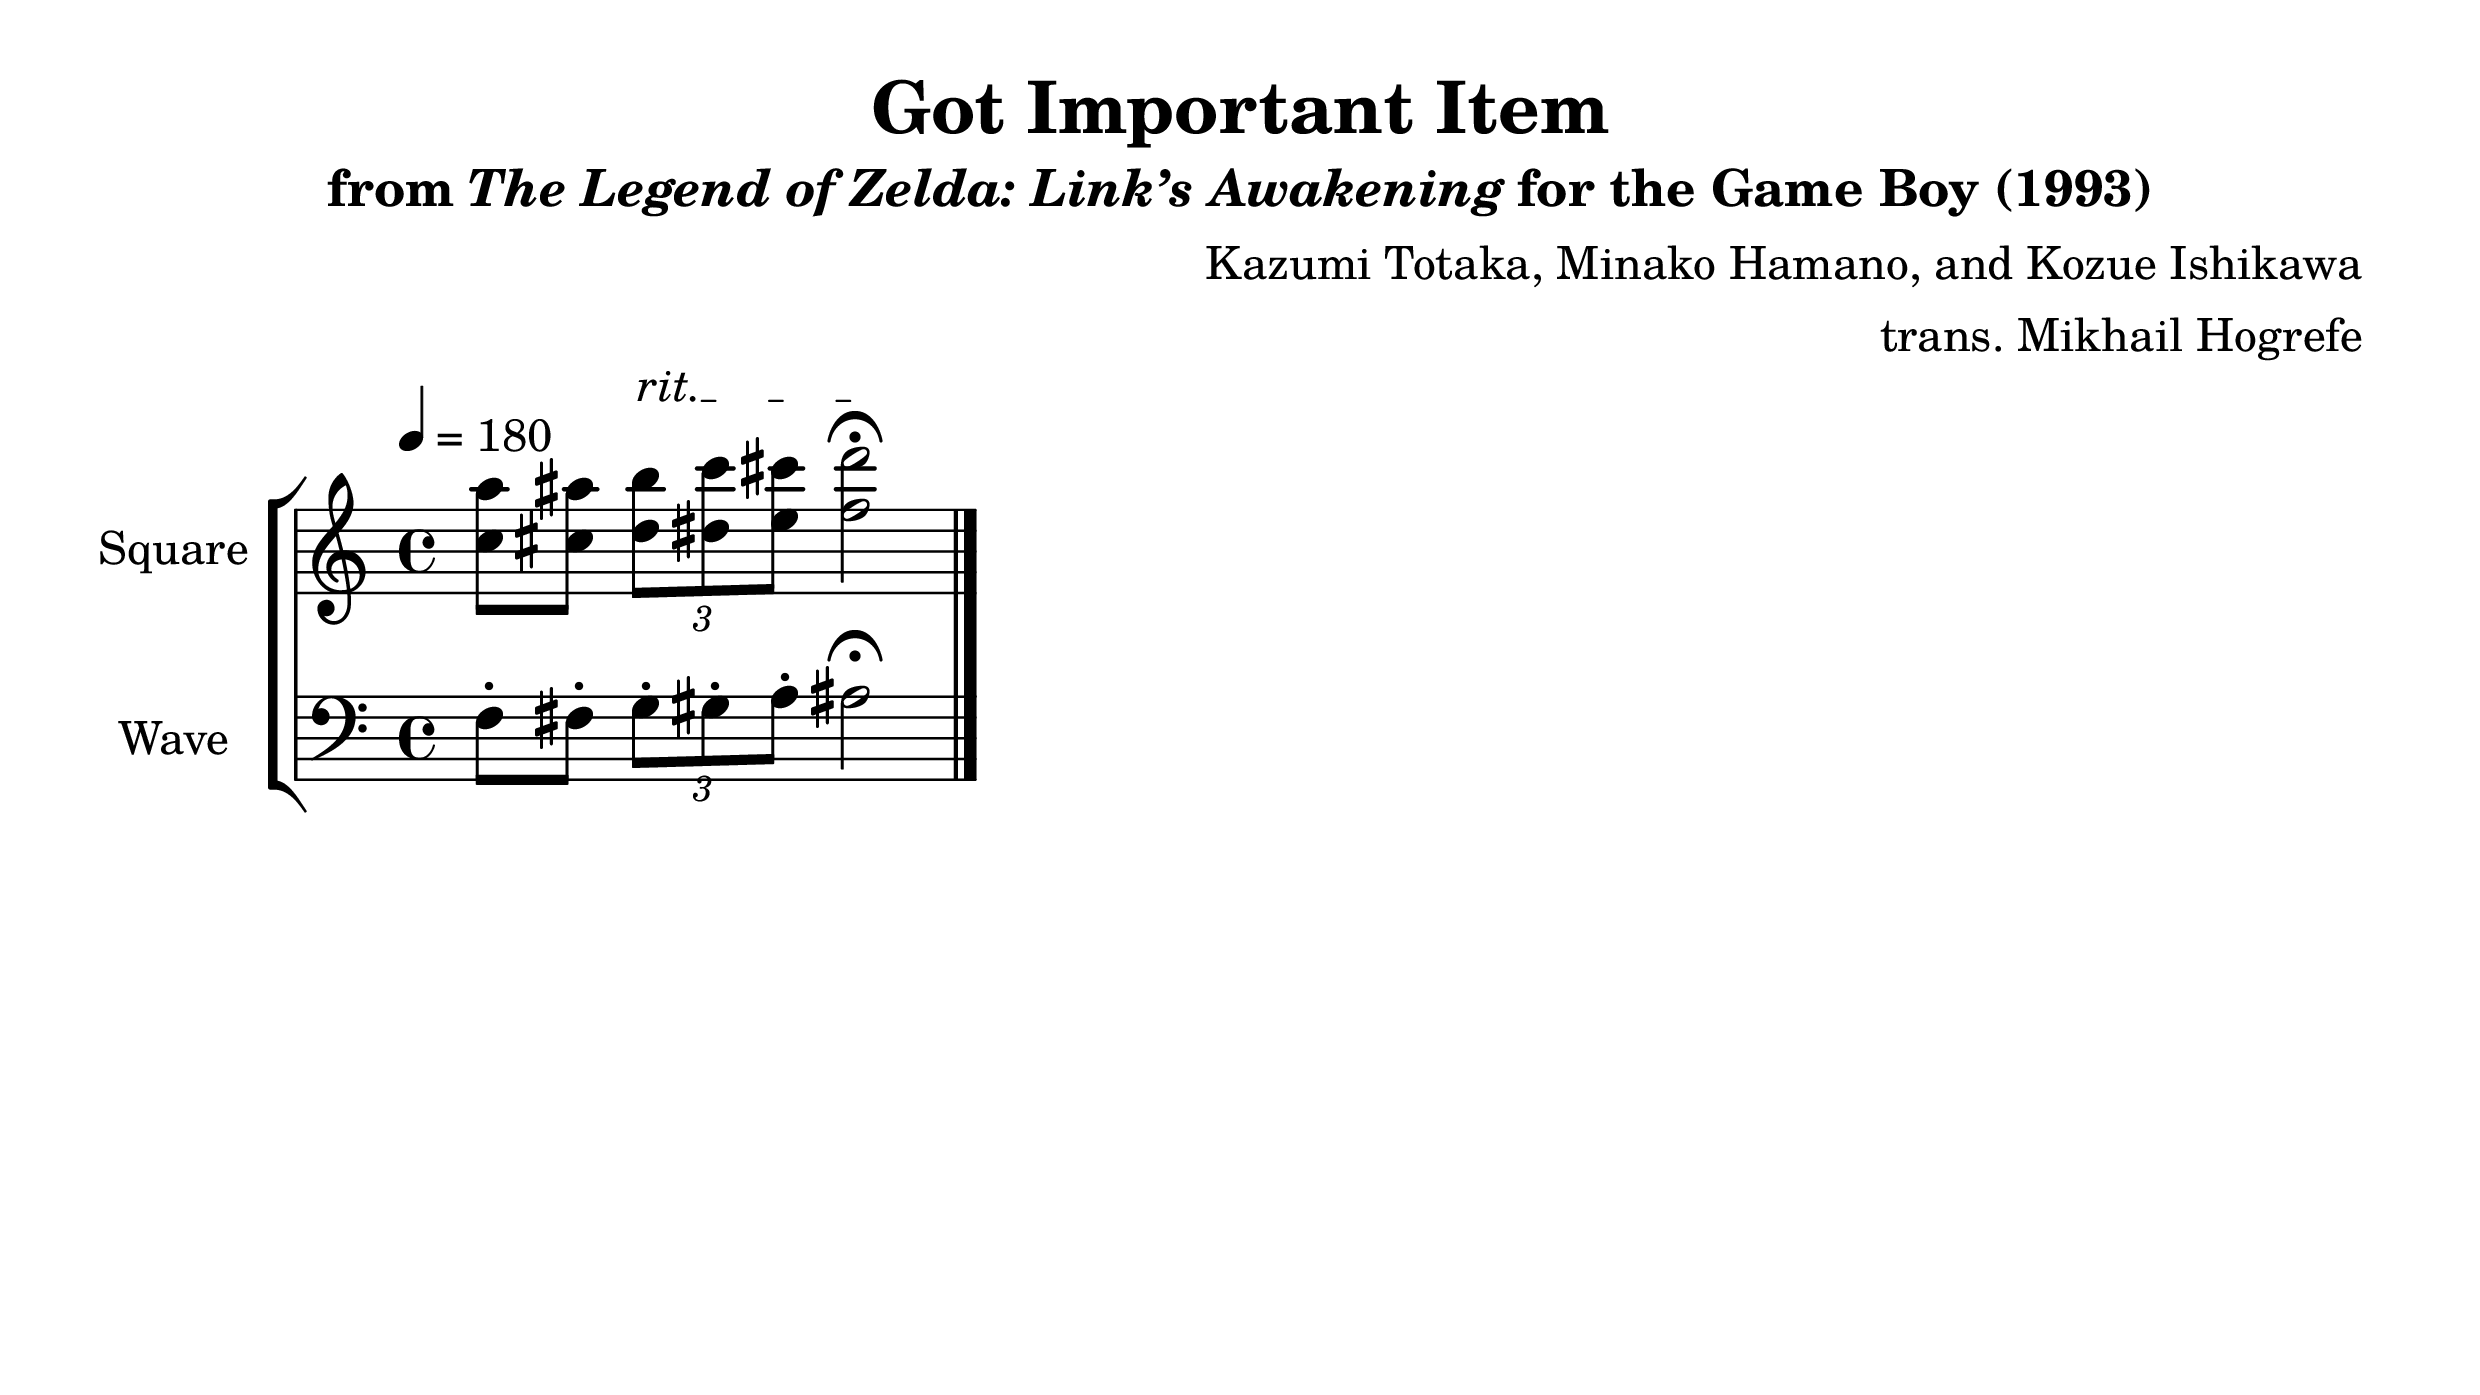 Got Important Item
from The Legend of Zelda: Link’s Awakening for the Game Boy (1993)
Kazumi Totaka, Minako Hamano, and Kozue Ishikawa
trans. Mikhail Hogrefe
rit.
= 180
Square
3
Wave
3